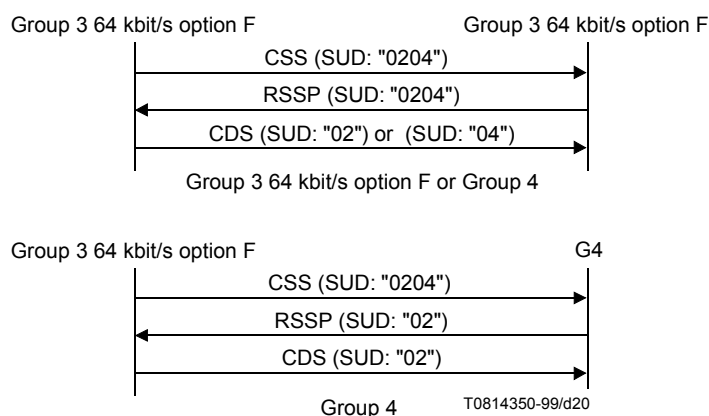 Group 3 64 kbit/s option F Group 3 64 kbit/s option F
CSS (SUD: "0204")
RSSP (SUD: "0204")
CDS (SUD: "02") or (SUD: "04")
Group 3 64 kbit/s option F or Group 4
Group 3 64 kbit/s option F G4
CSS (SUD: "0204")
RSSP (SUD: "02")
CDS (SUD: "02")
Group 4 T0814350-99/d20